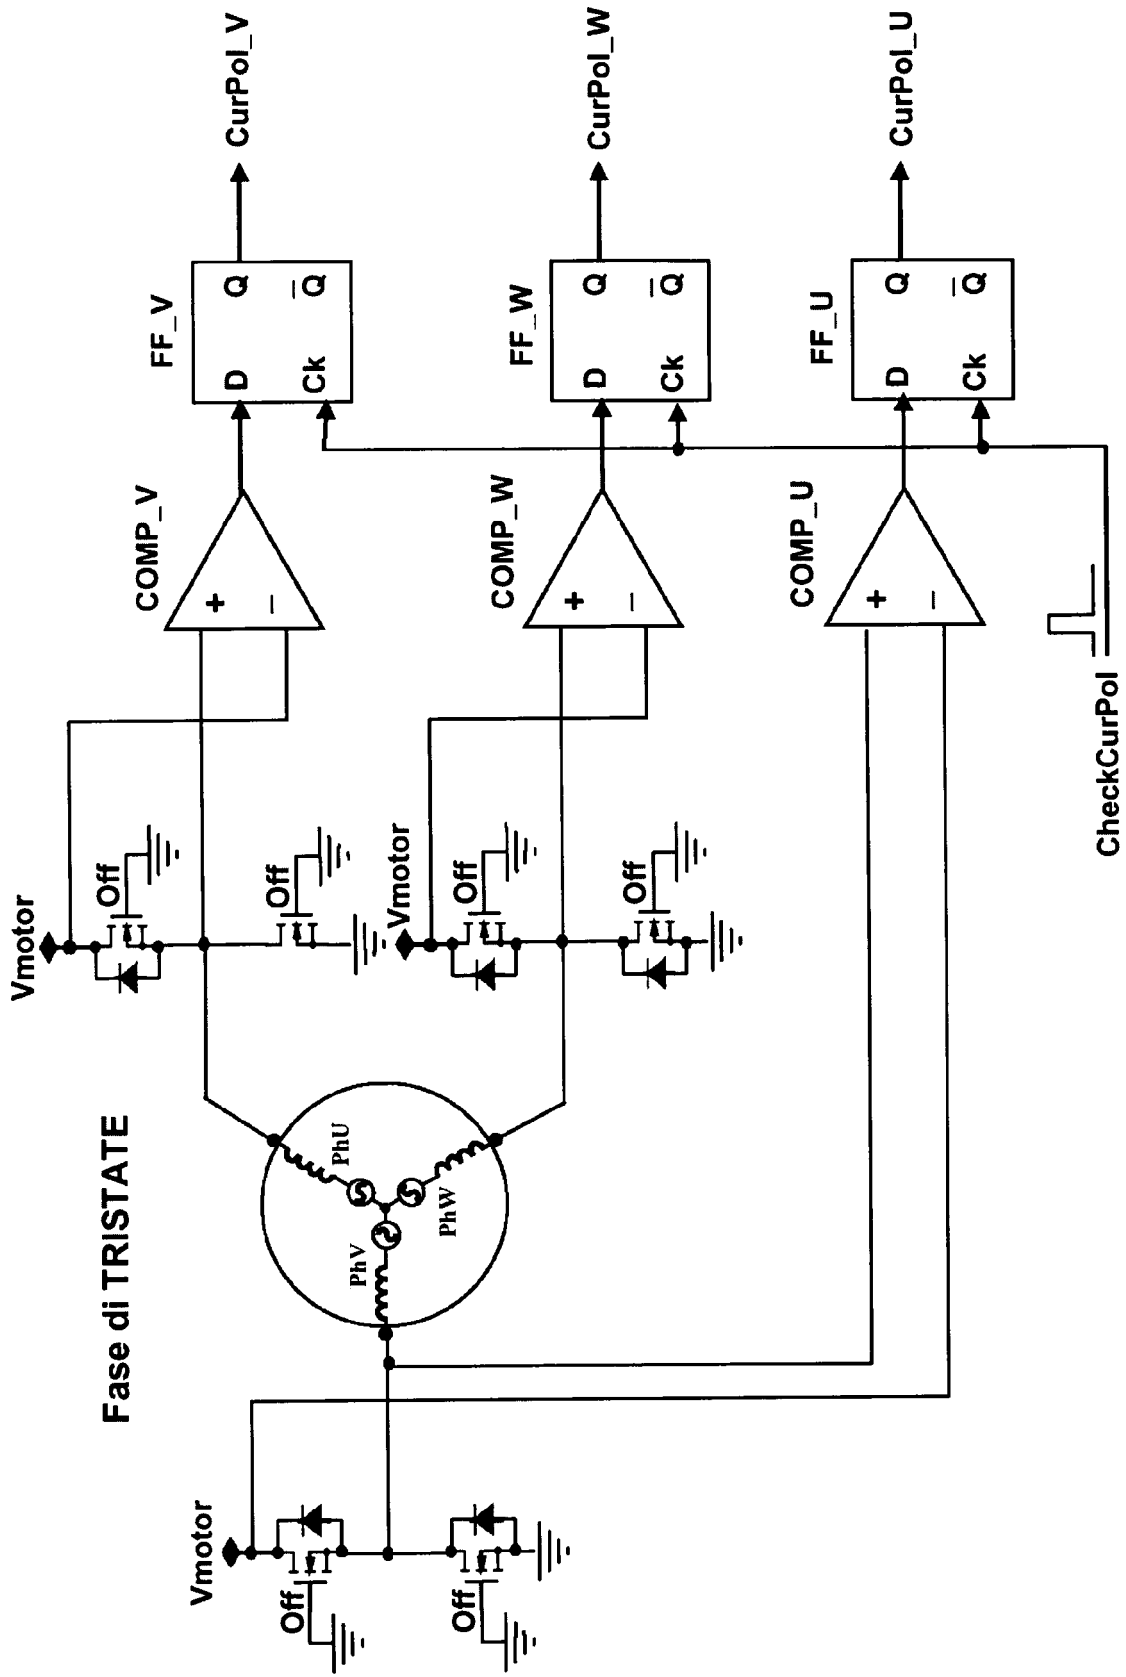 Fase di TRISTATE
Vmotor
Off
Off
COMP_V
+
−
FF_V
D
Q
Ck
Q
CurPol_V
PhU
PhV
PhW
Vmotor
Off
Off
COMP_W
+
−
FF_W
D
Q
Ck
Q
CurPol_W
Vmotor
Off
Off
COMP_U
+
−
FF_U
D
Q
Ck
Q
CurPol_U
CheckCurPol